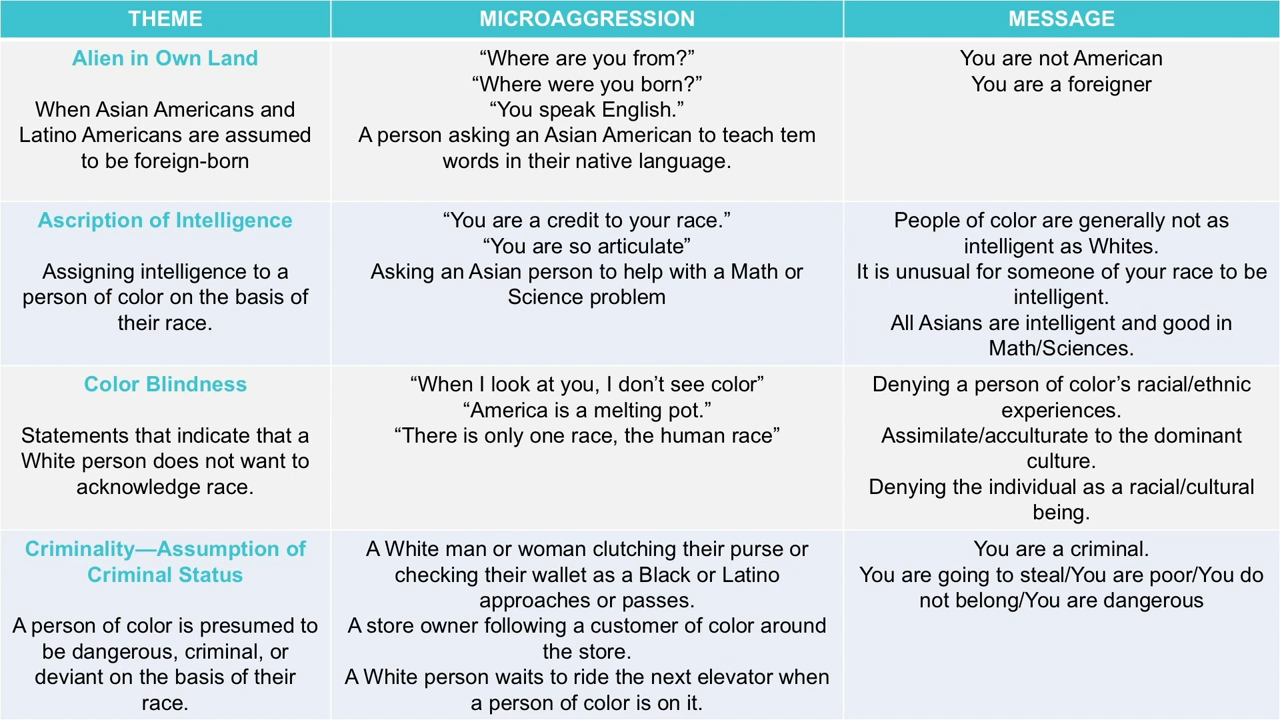 THEME
MICROAGGRESSION
MESSAGE
Alien in Own Land
When Asian Americans and
Latino Americans are assumed
to be foreign-born
“Where are you from?”
“Where were you born?”
“You speak English.”
A person asking an Asian American to teach tem
words in their native language.
You are not American
You are a foreigner
Ascription of Intelligence
Assigning intelligence to a
person of color on the basis of
their race.
“You are a credit to your race.”
“You are so articulate”
Asking an Asian person to help with a Math or
Science problem
People of color are generally not as
intelligent as Whites.
It is unusual for someone of your race to be
intelligent.
All Asians are intelligent and good in
Math/Sciences.
Color Blindness
Statements that indicate that a
White person does not want to
acknowledge race.
“When I look at you, I don’t see color”
“America is a melting pot.”
“There is only one race, the human race”
Denying a person of color’s racial/ethnic
experiences.
Assimilate/acculturate to the dominant
culture.
Denying the individual as a racial/cultural
being.
Criminality—Assumption of
Criminal Status
A person of color is presumed to
be dangerous, criminal, or
deviant on the basis of their
race.
A White man or woman clutching their purse or
checking their wallet as a Black or Latino
approaches or passes.
A store owner following a customer of color around
the store.
A White person waits to ride the next elevator when
a person of color is on it.
You are a criminal.
You are going to steal/You are poor/You do
not belong/You are dangerous